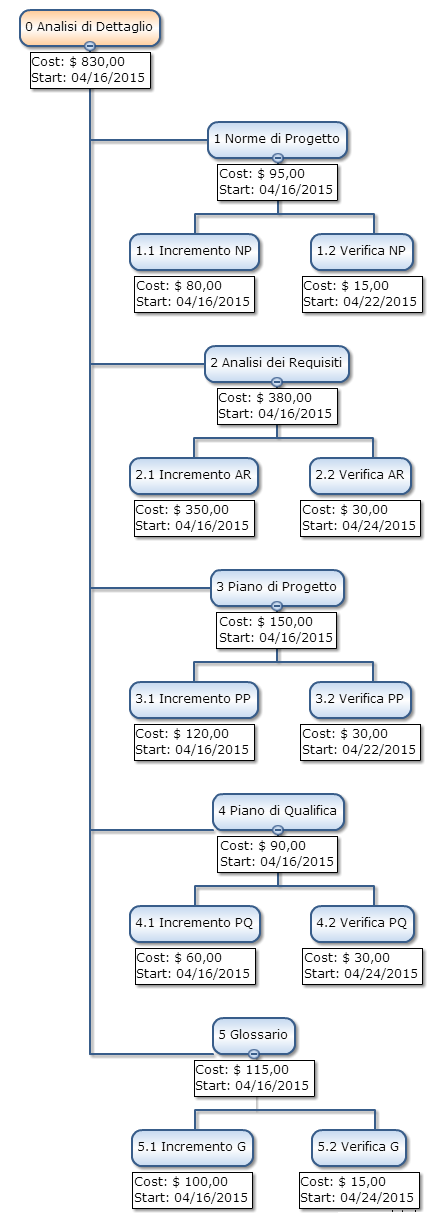 0 Analisi di Dettaglio
Cost: $ 830,00
Start: 04/16/2015
1 Norme di Progetto
Cost: $ 95,00
Start: 04/16/2015
1.1 Incremento NP
Cost: $ 80,00
Start: 04/16/2015
1.2 Verifica NP
Cost: $ 15,00
Start: 04/22/2015
2 Analisi dei Requisiti
Cost: $ 380,00
Start: 04/16/2015
2.1 Incremento AR
Cost: $ 350,00
Start: 04/16/2015
2.2 Verifica AR
Cost: $ 30,00
Start: 04/24/2015
3 Piano di Progetto
Cost: $ 150,00
Start: 04/16/2015
3.1 Incremento PP
Cost: $ 120,00
Start: 04/16/2015
3.2 Verifica PP
Cost: $ 30,00
Start: 04/22/2015
4 Piano di Qualifica
Cost: $ 90,00
Start: 04/16/2015
4.1 Incremento PQ
Cost: $ 60,00
Start: 04/16/2015
4.2 Verifica PQ
Cost: $ 30,00
Start: 04/24/2015
5 Glossario
Cost: $ 115,00
Start: 04/16/2015
5.1 Incremento G
Cost: $ 100,00
Start: 04/16/2015
5.2 Verifica G
Cost: $ 15,00
Start: 04/24/2015